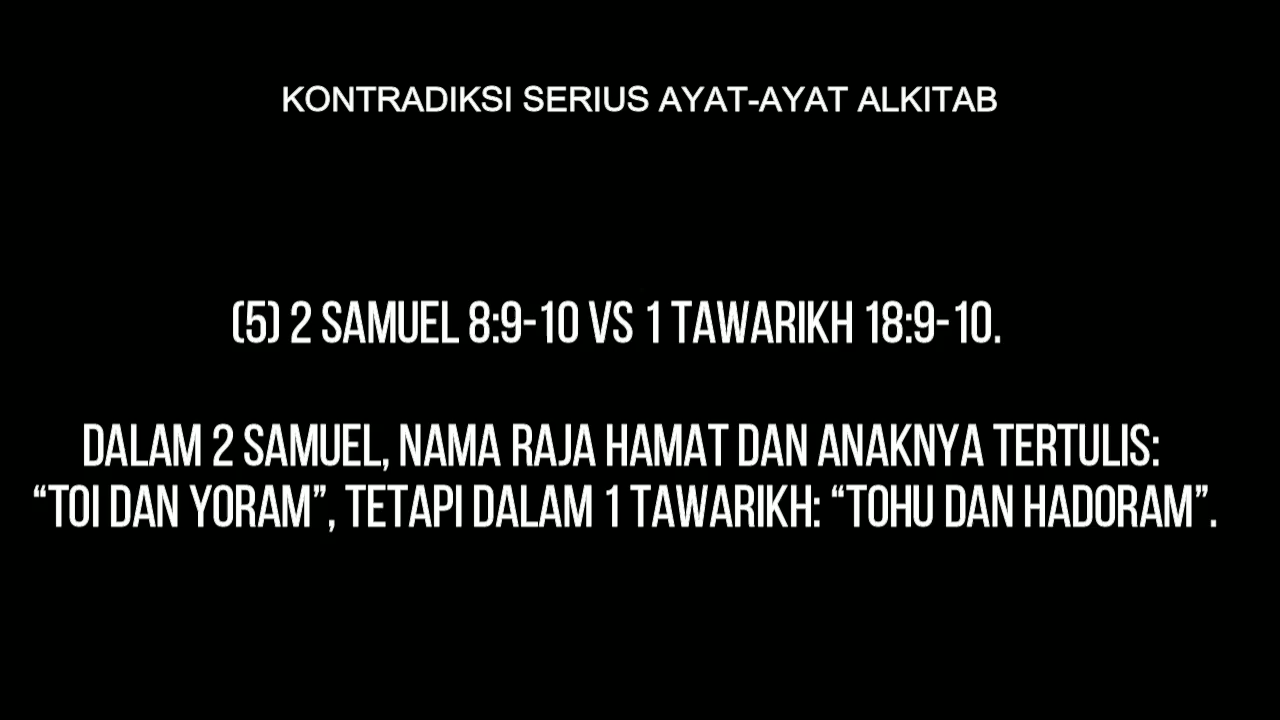 KONTRADIKSI SERIUS AYAT-AYAT ALKITAB
(5) 2 SAMUEL 8:9-10 VS 1 TAWARIKH 18:9-10.
DALAM 2 SAMUEL, NAMA RAJA HAMAT DAN ANAKNYA TERTULIS:
“TOI DAN YORAM”, TETAPI DALAM 1 TAWARIKH: “TOHU DAN HADORAM”.